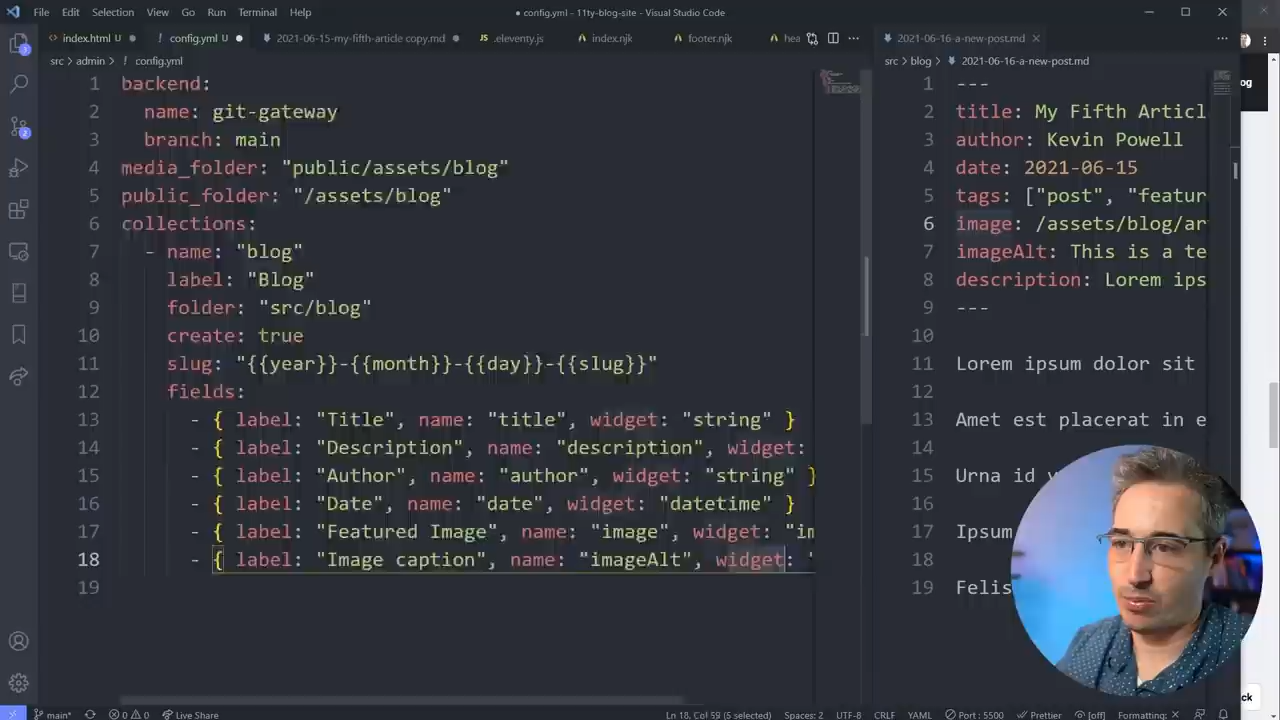 File Edit Selection View Go Run Terminal Help
● config.yml - 11ty-blog-site - Visual Studio Code
index.html U ●
config.yml U ●
2021-06-15-my-fifth-article copy.md ●
.eleventy.js
index.njk
footer.njk
hea
src > admin > config.yml
1 backend:
2 name: git-gateway
3 branch: main
4 media_folder: "public/assets/blog"
5 public_folder: "/assets/blog"
6 collections:
7 - name: "blog"
8 label: "Blog"
9 folder: "src/blog"
10 create: true
11 slug: "{{year}}-{{month}}-{{day}}-{{slug}}"
12 fields:
13 - { label: "Title", name: "title", widget: "string" }
14 - { label: "Description", name: "description", widget:
15 - { label: "Author", name: "author", widget: "string" }
16 - { label: "Date", name: "date", widget: "datetime" }
17 - { label: "Featured Image", name: "image", widget: "im
18 - { label: "Image caption", name: "imageAlt", widget: "
19
2021-06-16-a-new-post.md
src > blog > 2021-06-16-a-new-post.md
1 ---
2 title: My Fifth Articl
3 author: Kevin Powell
4 date: 2021-06-15
5 tags: ["post", "featur
6 image: /assets/blog/ar
7 imageAlt: This is a te
8 description: Lorem ips
9 ---
10
11 Lorem ipsum dolor sit
12
13 Amet est placerat in e
14
15 Urna id v
16
17 Ipsum
18
19 Felis
og
ck
3
2
main* 0 0 Live Share
Ln 18, Col 59 (5 selected) Spaces: 2 UTF-8 CRLF YAML Port : 5500 Prettier [off] Formatting: ×